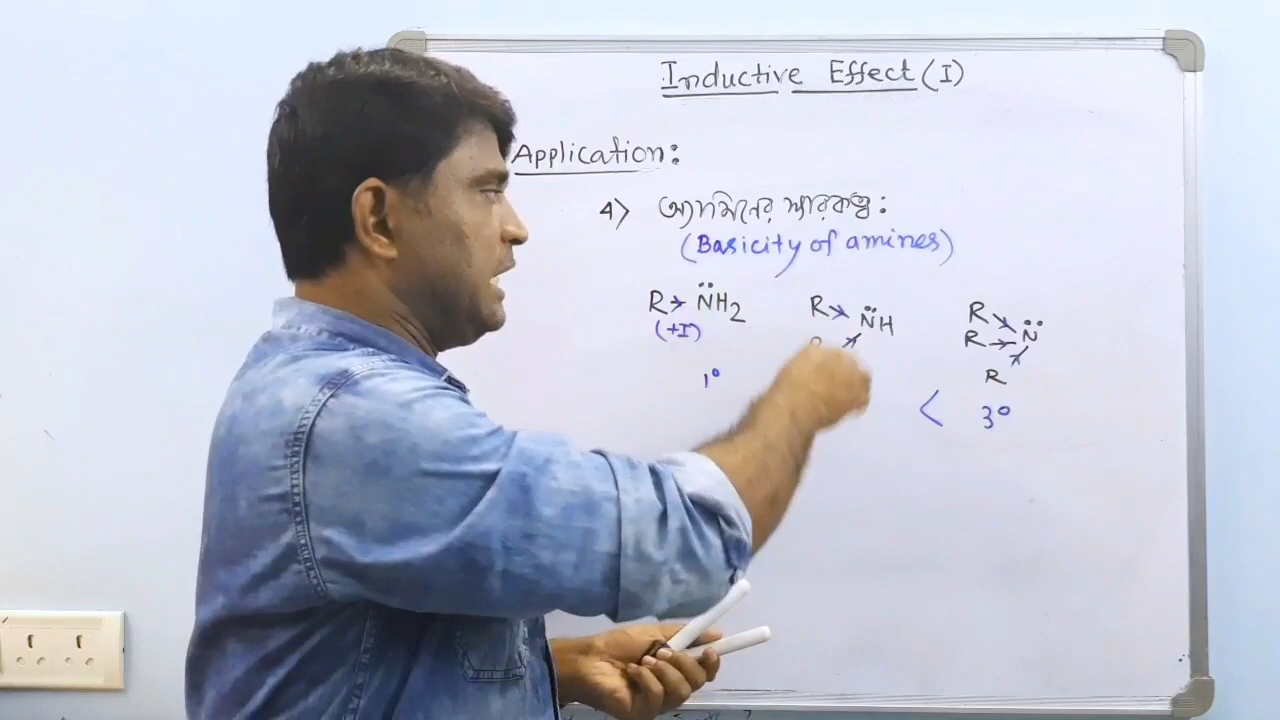 Inductive Effect (I)
Application:
4) অ্যামিনের ক্ষারকত্ব:
(Basicity of amines)
R → N̈H2 R → N̈H R → N̈
(+I) R → R
1° < 3°